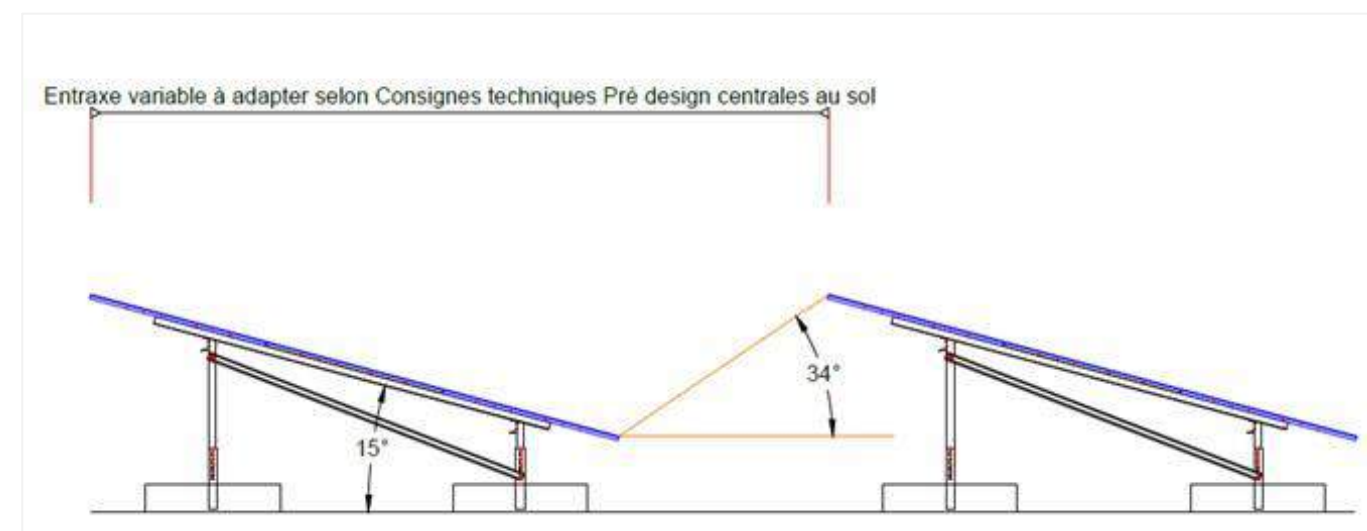 Entraxe variable à adapter selon Consignes techniques Pré design centrales au sol
34°
15°